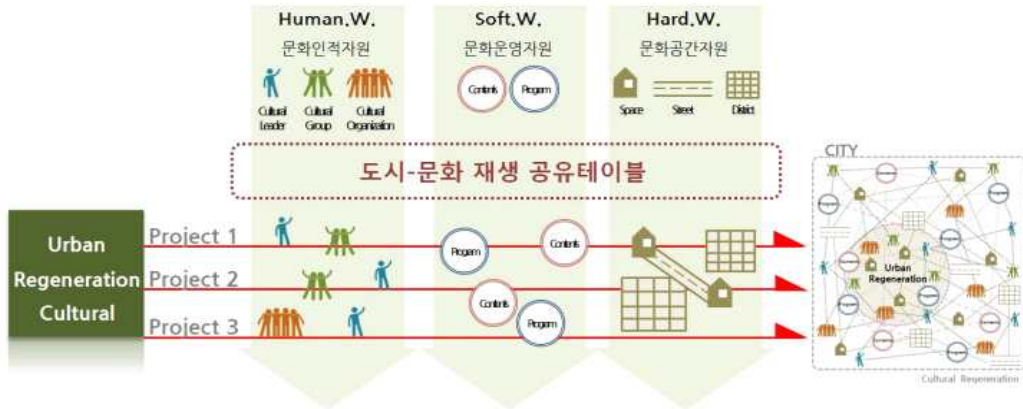 Human.W.
문화인적자원
Cultural
Leader
Cultural
Group
Cultural
Organization
Soft.W.
문화운영자원
Contents
Program
Hard.W.
문화공간자원
Space
Street
District
도시-문화 재생 공유테이블
Urban
Regeneration
Cultural
Project 1
Project 2
Project 3
Program
Contents
Contents
Program
CITY
Urban
Regeneration
Cultural Regeneration